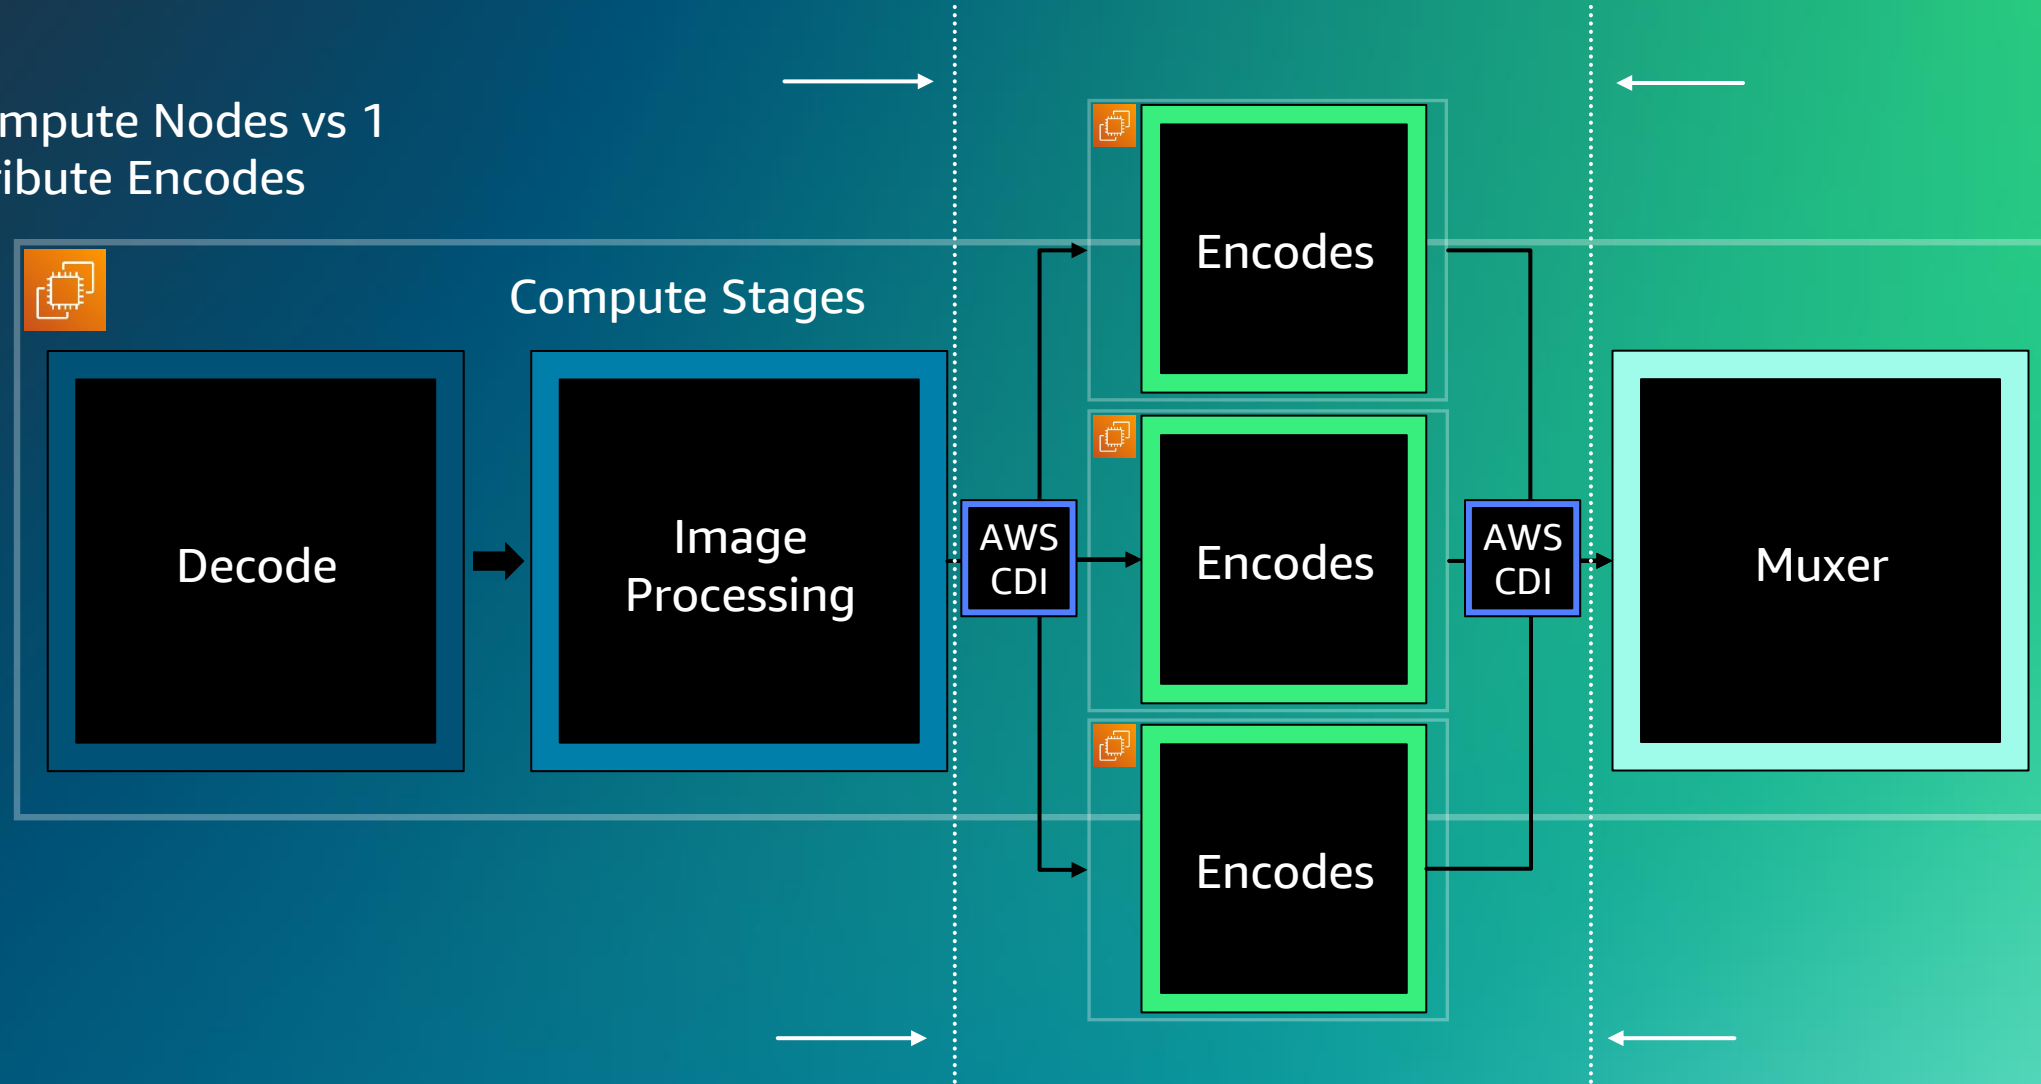 mpute Nodes vs 1
ibute Encodes
Compute Stages
Decode
Image
Processing
AWS
CDI
Encodes
Encodes
Encodes
AWS
CDI
Muxer